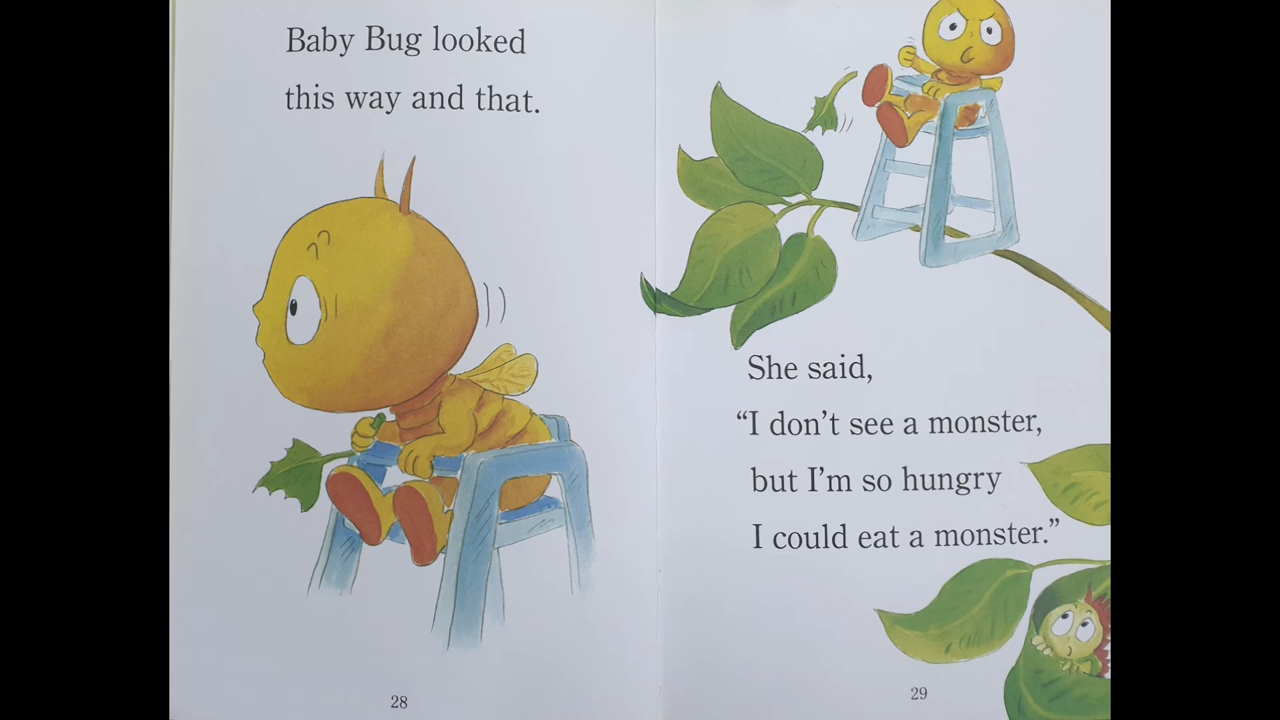 Baby Bug looked
this way and that.
28
She said,
“I don’t see a monster,
but I’m so hungry
I could eat a monster.”
29